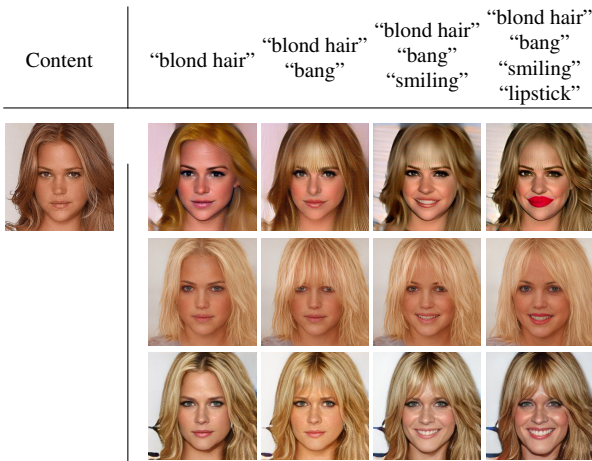 Content
“blond hair”
“blond hair”
“bang”
“blond hair”
“bang”
“smiling”
“blond hair”
“bang”
“smiling”
“lipstick”